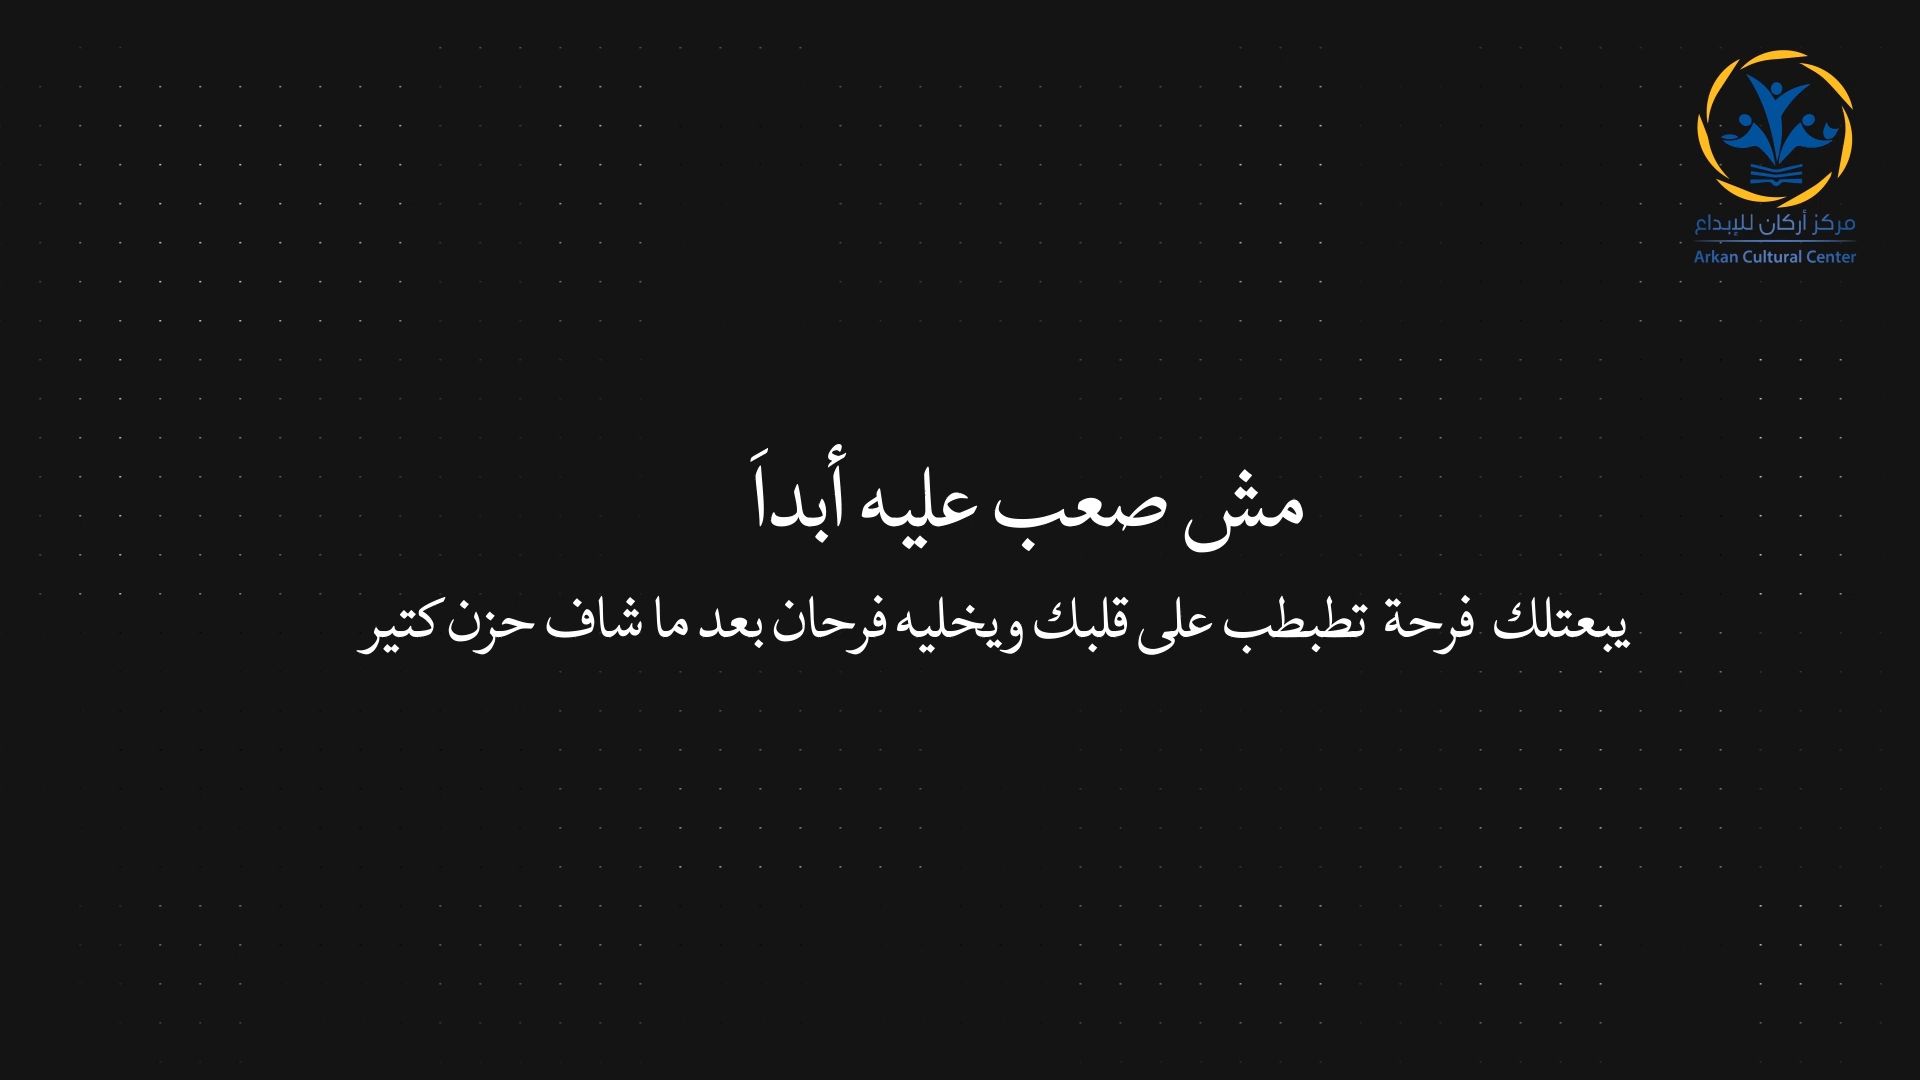 مركز أركان للإبداع
Arkan Cultural Center
مش صعب عليه أبداَ
يبعتلك فرحة تطبطب على قلبك ويخليه فرحان بعد ما شاف حزن كتير